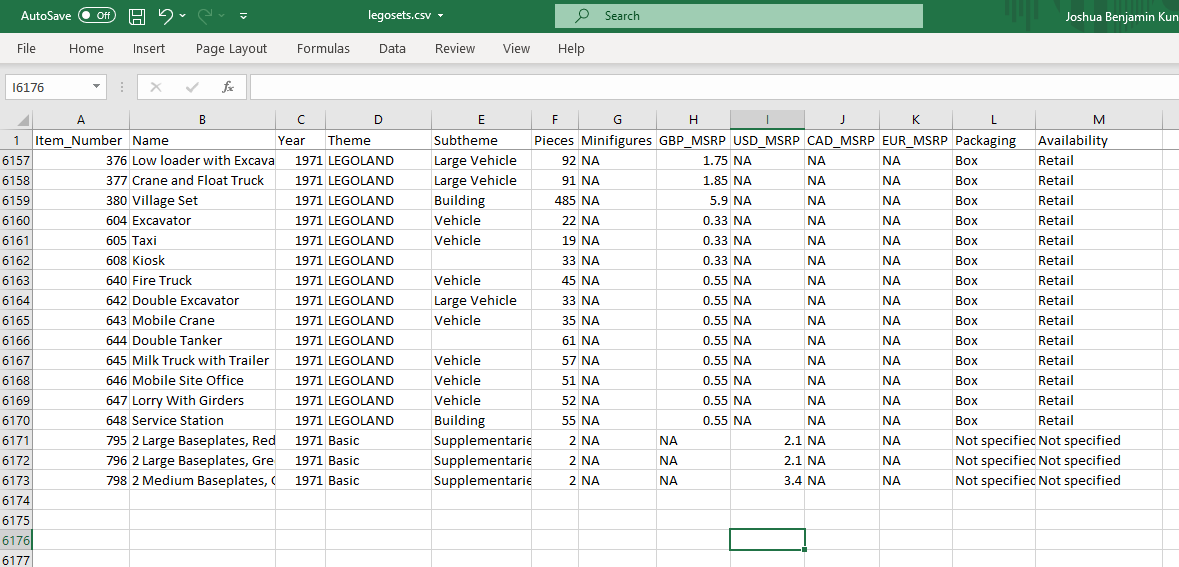 AutoSave Off legosets.csv Search Joshua Benjamin Kun
File Home Insert Page Layout Formulas Data Review View Help
I6176 fx
A B C D E F G H I J K L M
1 Item_Number Name Year Theme Subtheme Pieces Minifigures GBP_MSRP USD_MSRP CAD_MSRP EUR_MSRP Packaging Availability
6157 376 Low loader with Excava 1971 LEGOLAND Large Vehicle 92 NA 1.75 NA NA NA Box Retail
6158 377 Crane and Float Truck 1971 LEGOLAND Large Vehicle 91 NA 1.85 NA NA NA Box Retail
6159 380 Village Set 1971 LEGOLAND Building 485 NA 5.9 NA NA NA Box Retail
6160 604 Excavator 1971 LEGOLAND Vehicle 22 NA 0.33 NA NA NA Box Retail
6161 605 Taxi 1971 LEGOLAND Vehicle 19 NA 0.33 NA NA NA Box Retail
6162 608 Kiosk 1971 LEGOLAND 33 NA 0.33 NA NA NA Box Retail
6163 640 Fire Truck 1971 LEGOLAND Vehicle 45 NA 0.55 NA NA NA Box Retail
6164 642 Double Excavator 1971 LEGOLAND Large Vehicle 33 NA 0.55 NA NA NA Box Retail
6165 643 Mobile Crane 1971 LEGOLAND Vehicle 35 NA 0.55 NA NA NA Box Retail
6166 644 Double Tanker 1971 LEGOLAND 61 NA 0.55 NA NA NA Box Retail
6167 645 Milk Truck with Trailer 1971 LEGOLAND Vehicle 57 NA 0.55 NA NA NA Box Retail
6168 646 Mobile Site Office 1971 LEGOLAND Vehicle 51 NA 0.55 NA NA NA Box Retail
6169 647 Lorry With Girders 1971 LEGOLAND Vehicle 52 NA 0.55 NA NA NA Box Retail
6170 648 Service Station 1971 LEGOLAND Building 55 NA 0.55 NA NA NA Box Retail
6171 795 2 Large Baseplates, Red 1971 Basic Supplementarie 2 NA NA 2.1 NA NA Not specified Not specified
6172 796 2 Large Baseplates, Gre 1971 Basic Supplementarie 2 NA NA 2.1 NA NA Not specified Not specified
6173 798 2 Medium Baseplates, 1971 Basic Supplementarie 2 NA NA 3.4 NA NA Not specified Not specified
6174
6175
6176
6177